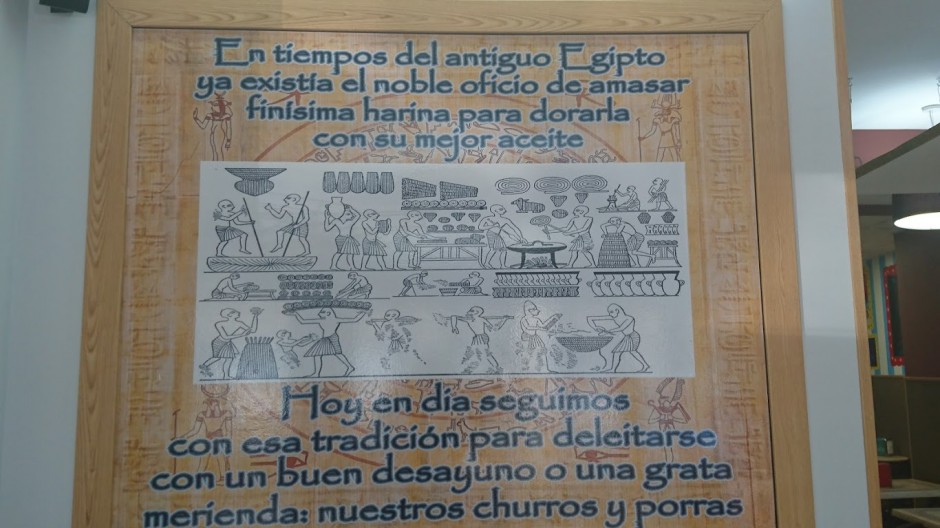 En tiempos del antiguo Egipto
ya existía el noble oficio de amasar
finísima harina para dorarla
con su mejor aceite
Hoy en día seguimos
con esa tradición para deleitarse
con un buen desayuno o una grata
merienda: nuestros churros y porras